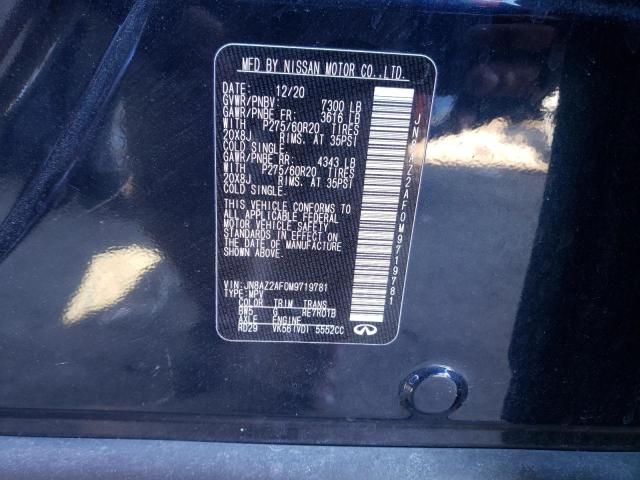 MFD BY NISSAN MOTOR CO.,LTD.
DATE: 12/20
GVWR/PNBV: 7300 LB
GAWR/PNBE FR: 3616 LB
WITH P275/60R20 TIRES
20X8J RIMS. AT 35PSI
COLD SINGLE.
GAWR/PNBE RR: 4343 LB
WITH P275/60R20 TIRES
20X8J RIMS. AT 35PSI
COLD SINGLE.
THIS VEHICLE CONFORMS TO
ALL APPLICABLE FEDERAL
MOTOR VEHICLE SAFETY
STANDARDS IN EFFECT ON THE
DATE OF MANUFACTURE
SHOWN ABOVE.
VIN:JN8AZ2AF0M9719781
TYPE:MPV
COLOR TRIM TRANS
BW5 G RE7R01B
AXLE ENGINE
RD29 VK56(VD) 5552CC
INFINITI
JN8AZ2AF0M9719781